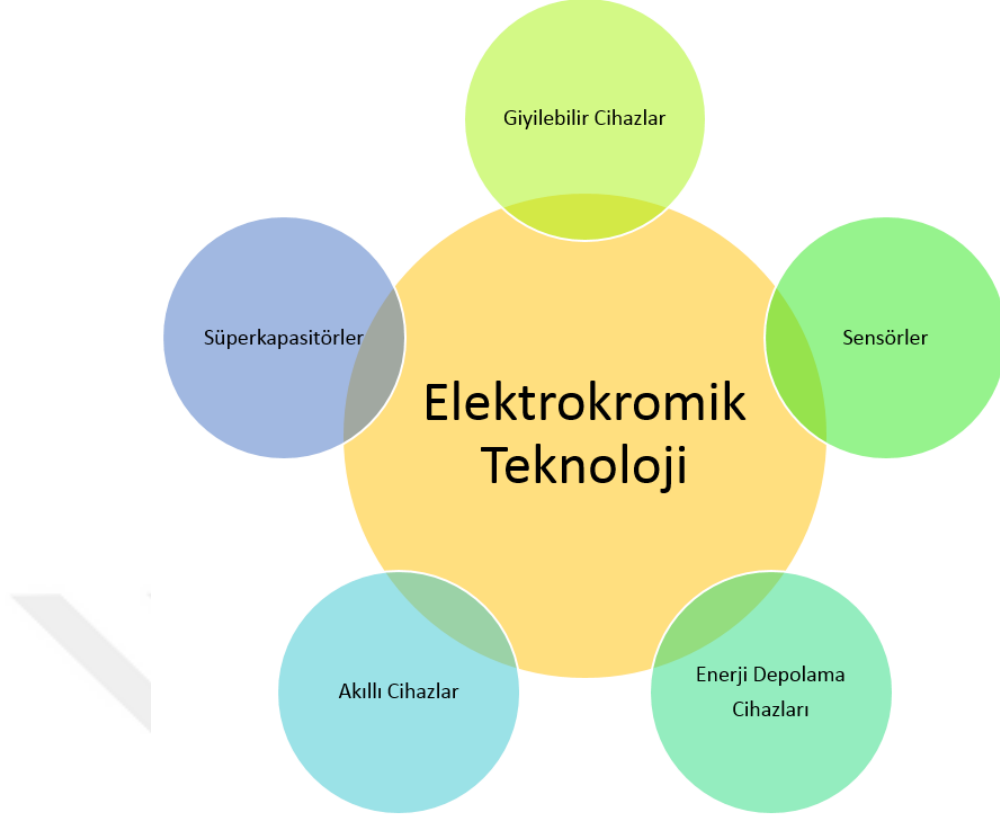 Giyilebilir Cihazlar
Süperkapasitörler
Sensörler
Elektrokromik
Teknoloji
Akıllı Cihazlar
Enerji Depolama
Cihazları